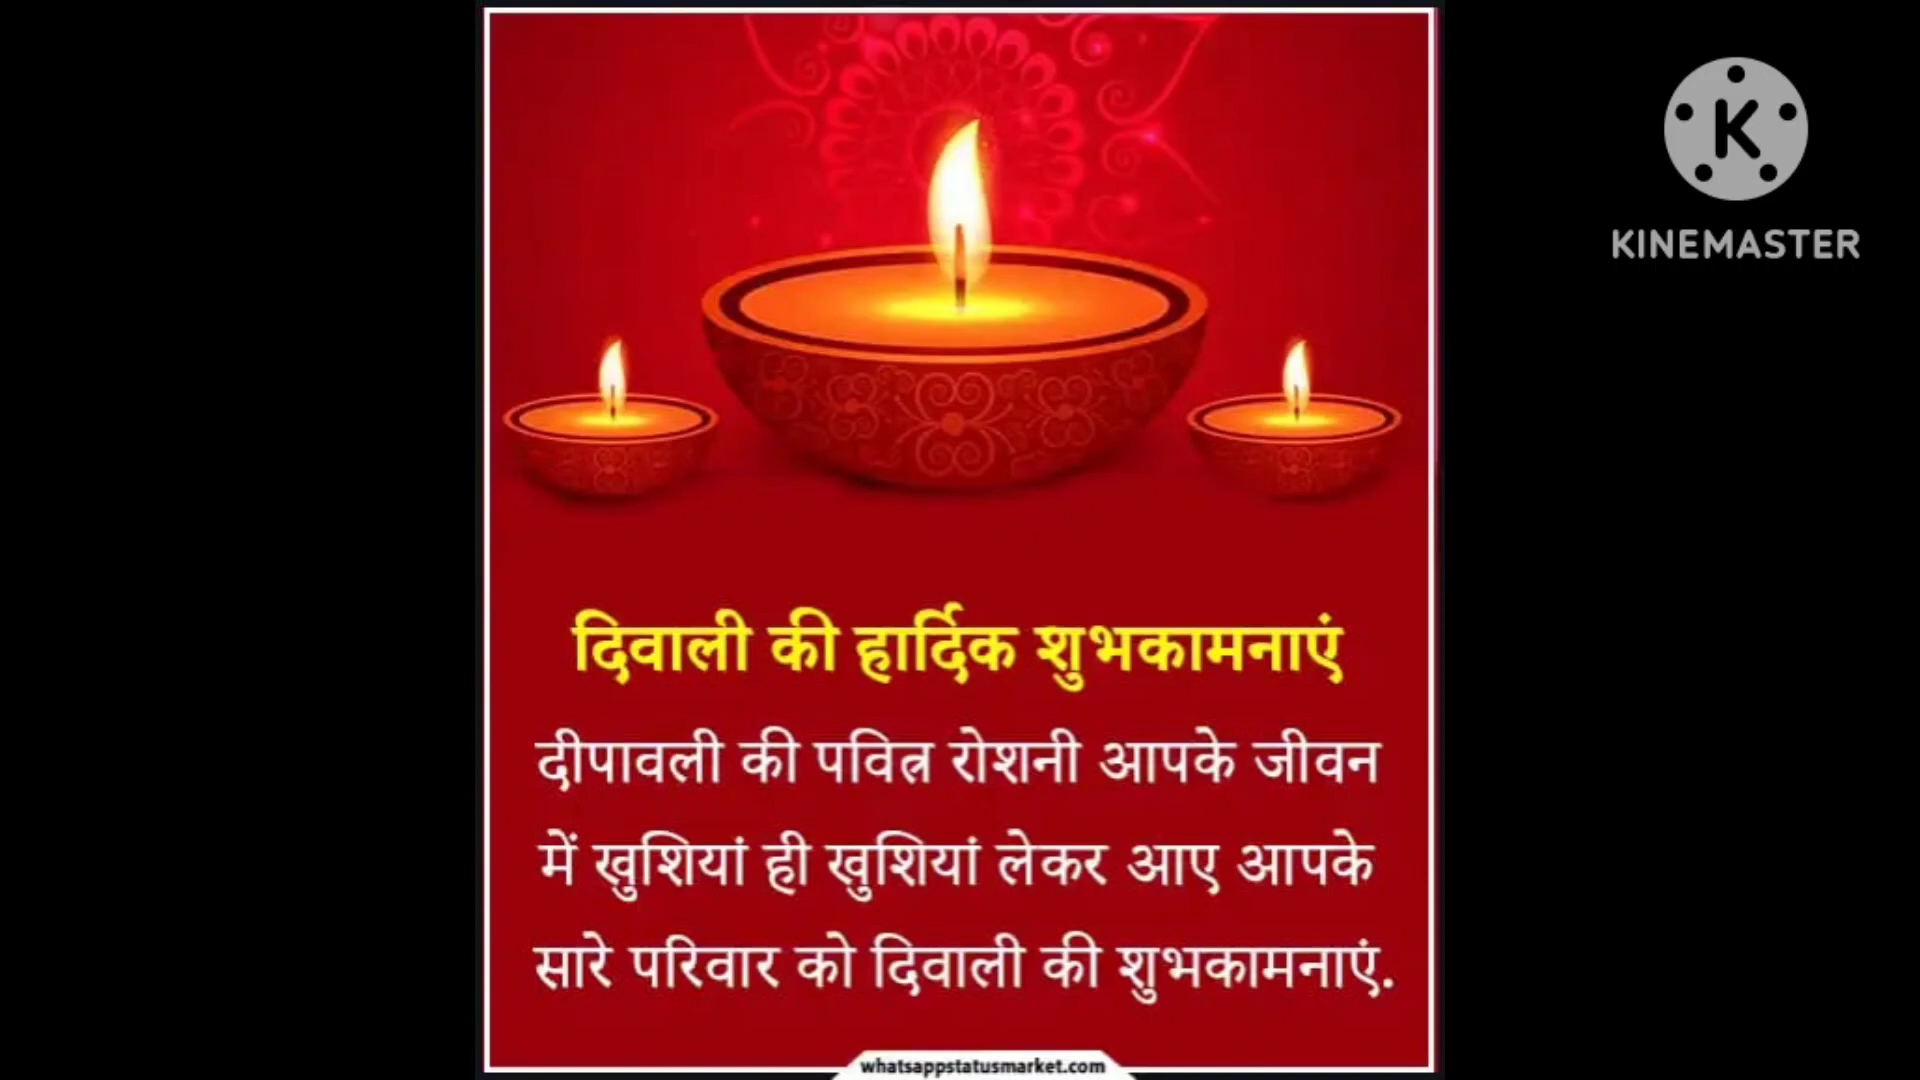 KINEMASTER
दिवाली की हार्दिक शुभकामनाएं
दीपावली की पवित्र रोशनी आपके जीवन
में खुशियां ही खुशियां लेकर आए आपके
सारे परिवार को दिवाली की शुभकामनाएं.
whatsappstatusmarket.com